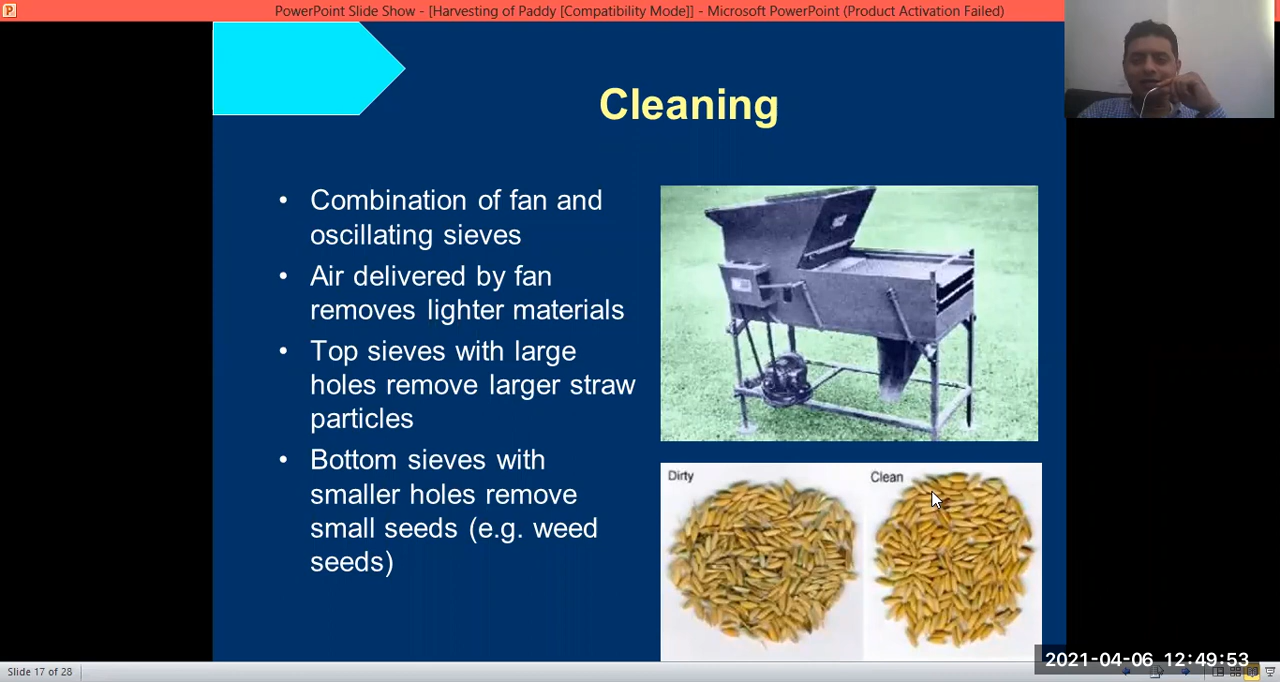 PowerPoint Slide Show - [Harvesting of Paddy [Compatibility Mode]] - Microsoft PowerPoint (Product Activation Failed)
Cleaning
• Combination of fan and
oscillating sieves
• Air delivered by fan
removes lighter materials
• Top sieves with large
holes remove larger straw
particles
• Bottom sieves with
smaller holes remove
small seeds (e.g. weed
seeds)
Dirty
Clean
2021-04-06 12:49:53
Slide 17 of 28